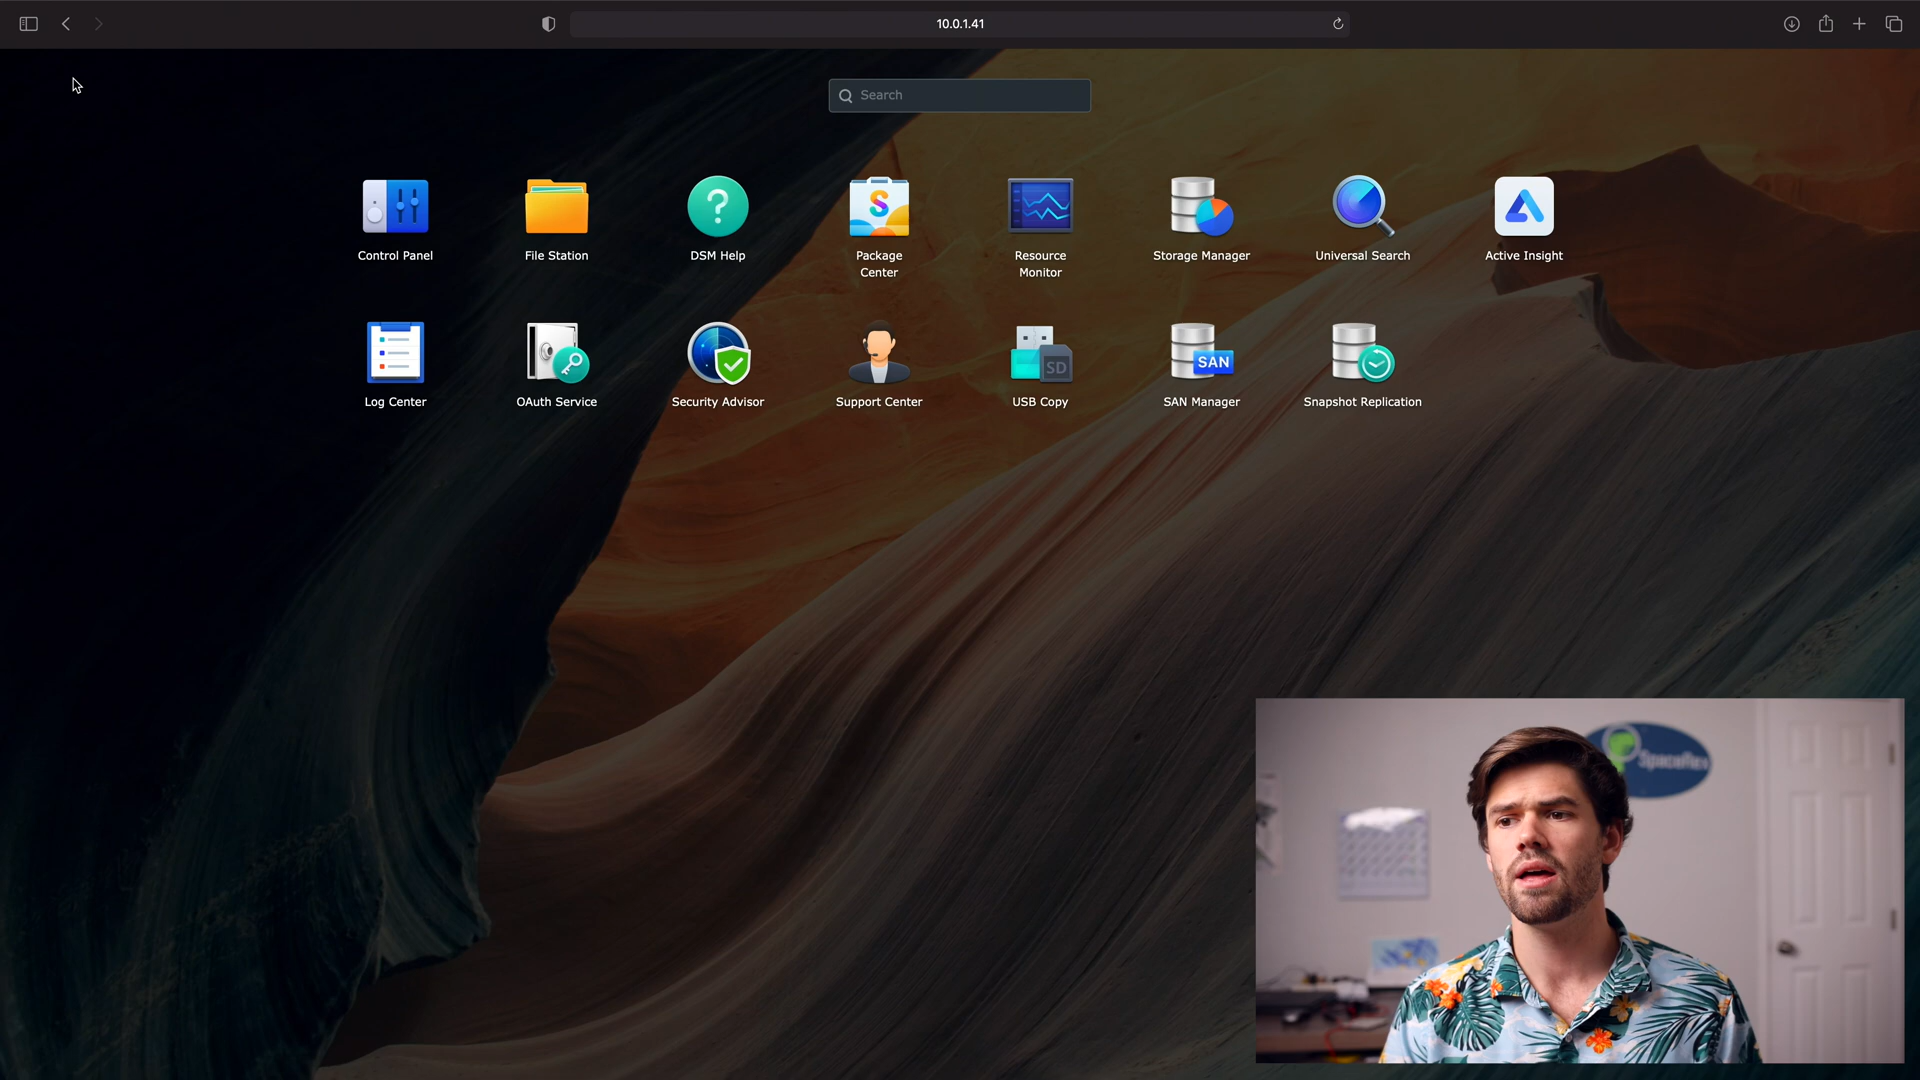 10.0.1.41
Search
Control Panel
File Station
DSM Help
Package
Center
Resource
Monitor
Storage Manager
Universal Search
Active Insight
Log Center
OAuth Service
Security Advisor
Support Center
SD
USB Copy
SAN
SAN Manager
Snapshot Replication
SpaceRex